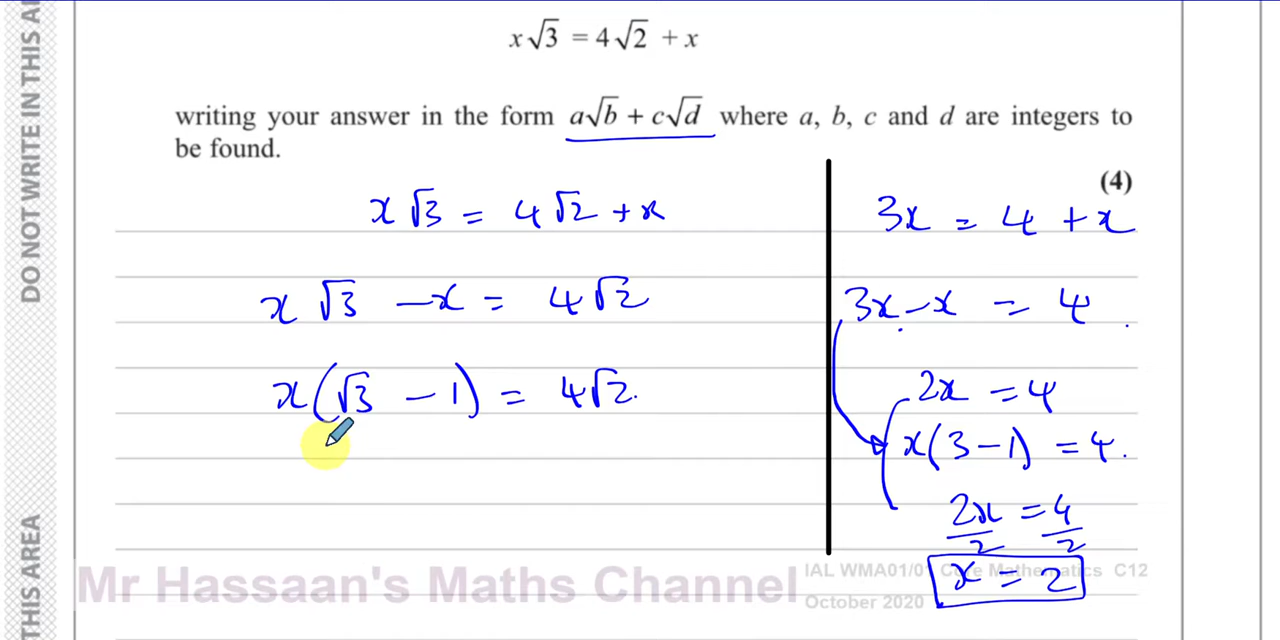 DO NOT WRITE IN THIS AREA
THIS AREA
x√3 = 4√2 + x
writing your answer in the form a√b + c√d where a, b, c and d are integers to
be found.
(4)
x√3 = 4√2 + x
x√3 - x = 4√2
x(√3 - 1) = 4√2.
3x = 4 + x
3x - x = 4.
2x = 4
x(3 - 1) = 4.
2x/2 = 4/2
x = 2
Mr Hassaan's Maths Channel
IAL WMA01/0 Core Mathematics C12
October 2020